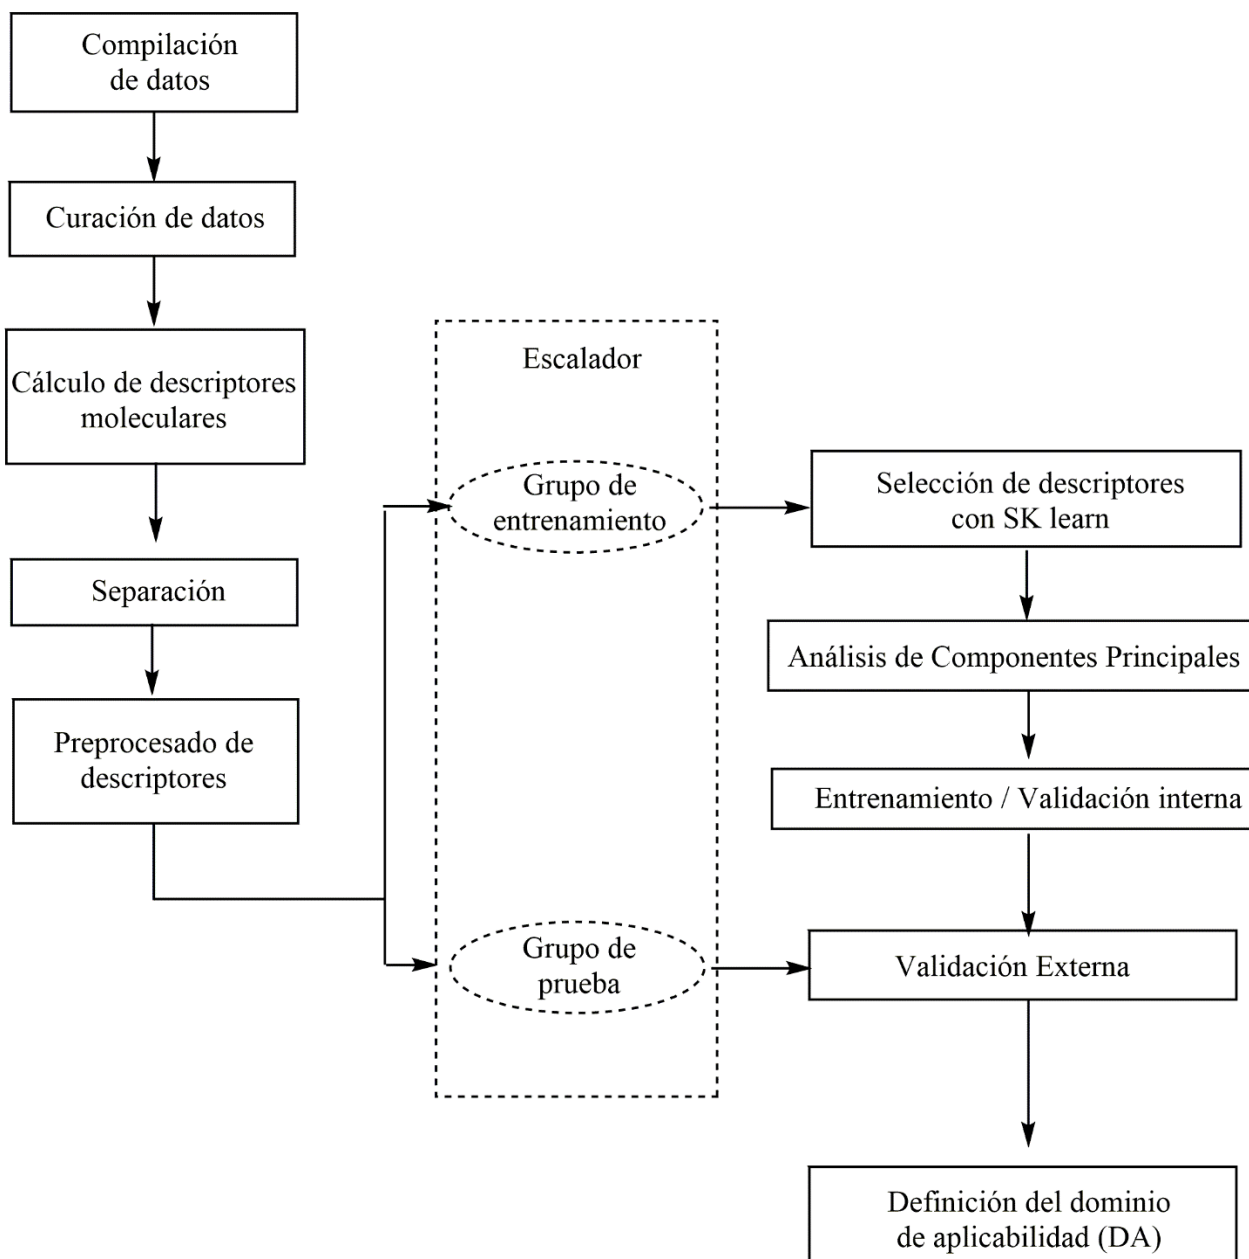 Compilación
de datos
Curación de datos
Cálculo de descriptores
moleculares
Separación
Preprocesado de
descriptores
Escalador
Grupo de
entrenamiento
Grupo de
prueba
Selección de descriptores
con SK learn
Análisis de Componentes Principales
Entrenamiento / Validación interna
Validación Externa
Definición del dominio
de aplicabilidad (DA)